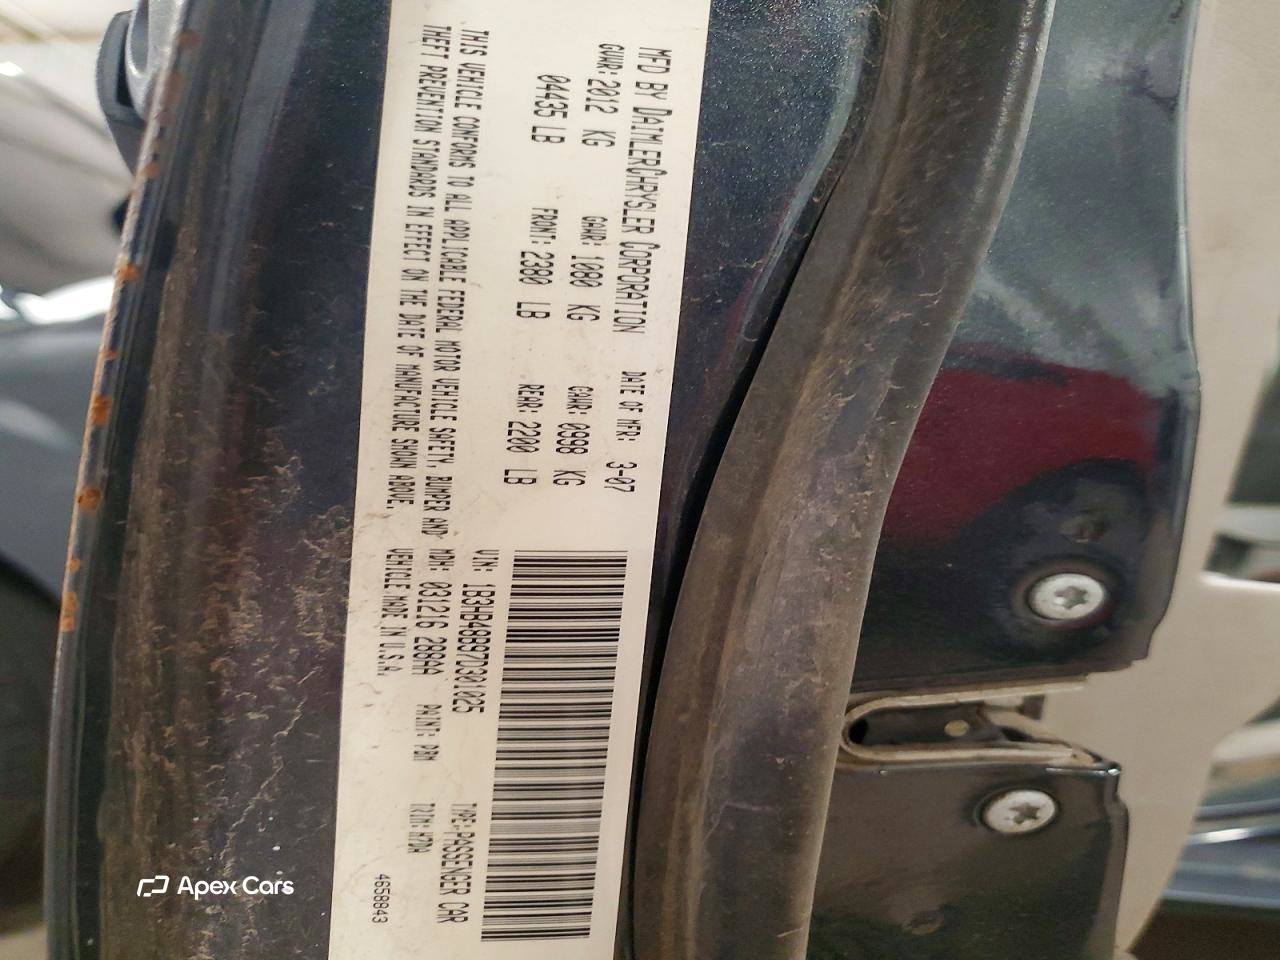 MFD BY DAIMLERCHRYSLER CORPORATION DATE OF MFR: 3-07
GVWR: 2012 KG GAWR: 1080 KG GAWR: 0998 KG
04435 LB FRONT: 2380 LB REAR: 2200 LB
THIS VEHICLE CONFORMS TO ALL APPLICABLE FEDERAL MOTOR VEHICLE SAFETY, BUMPER AND
THEFT PREVENTION STANDARDS IN EFFECT ON THE DATE OF MANUFACTURE SHOWN ABOVE.
VIN: 1B3HB48B97D301025 TYPE: PASSENGER CAR
MDH: 031216 288AA PAINT: PBM TRIM: H7DA
VEHICLE MADE IN U.S.A.
4658843
Apex Cars